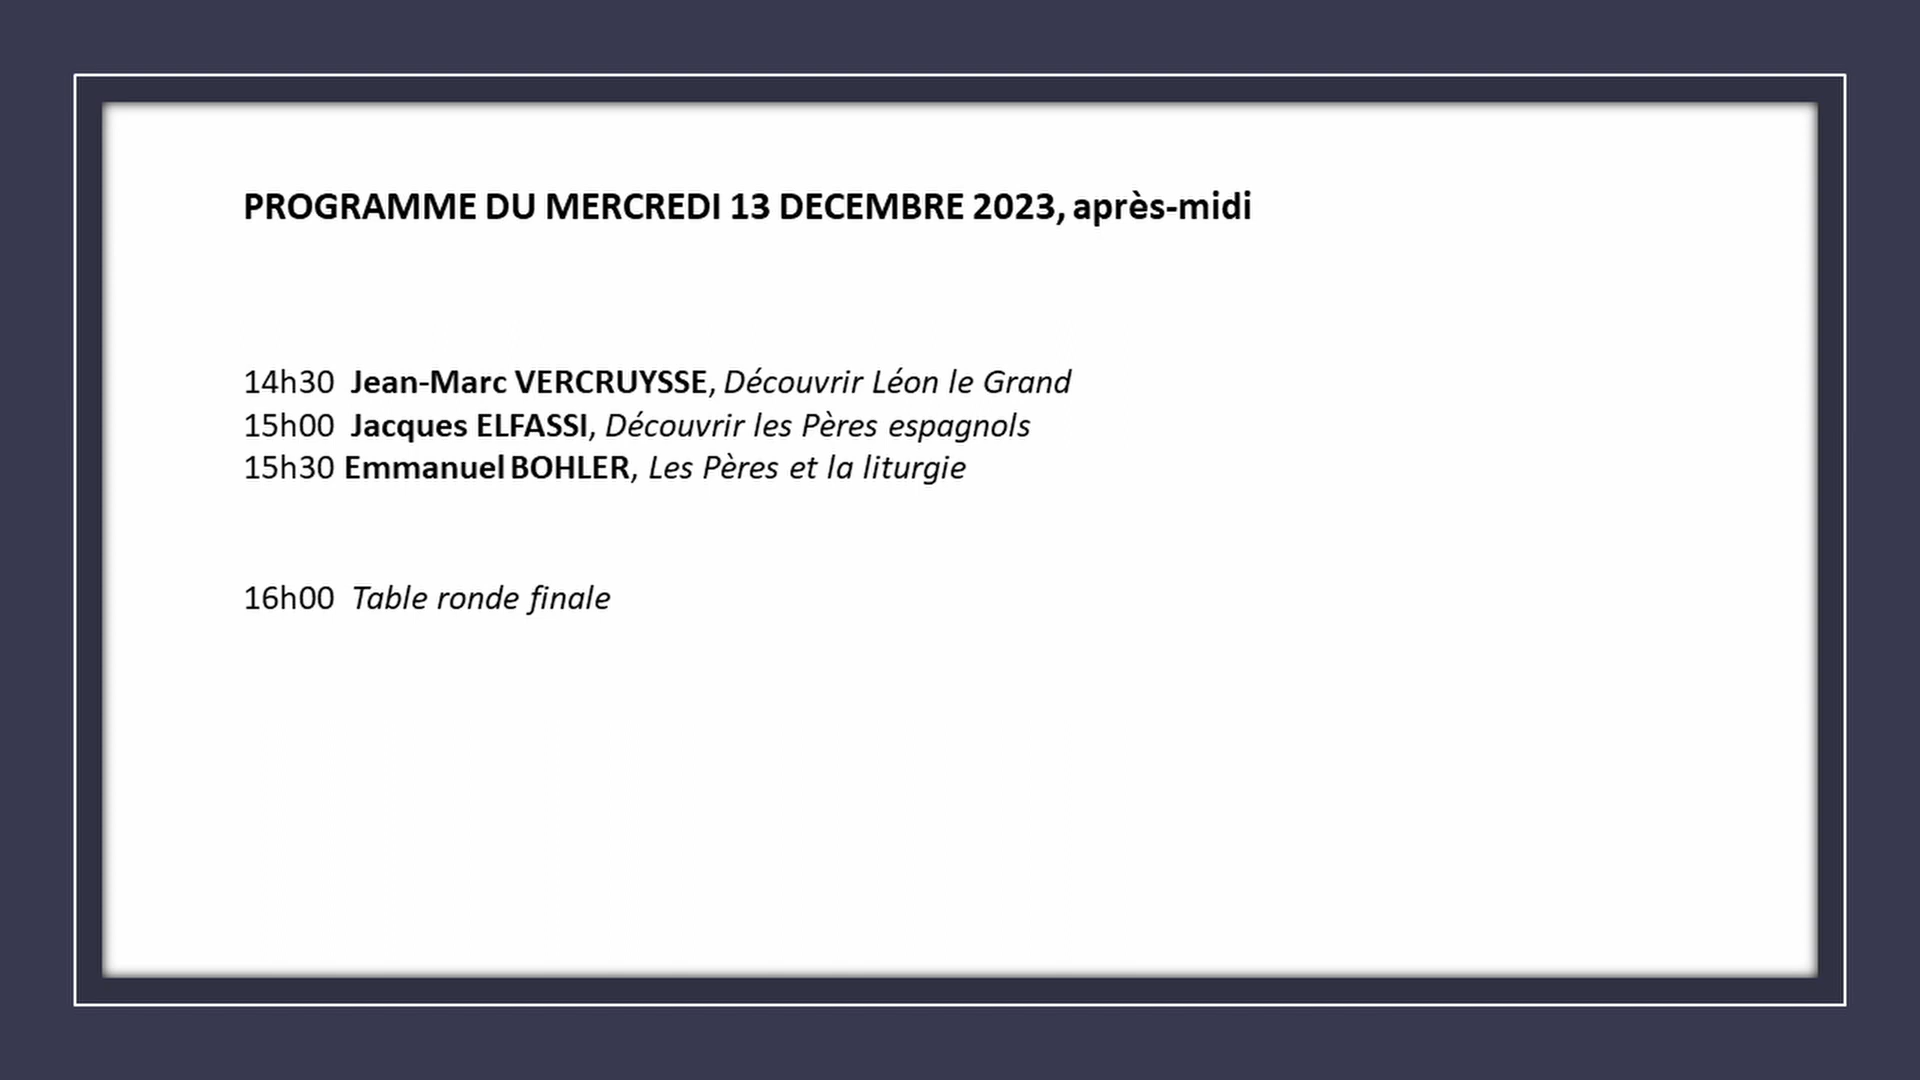 PROGRAMME DU MERCREDI 13 DECEMBRE 2023, après-midi
14h30 Jean-Marc VERCRUYSSE, Découvrir Léon le Grand
15h00 Jacques ELFASSI, Découvrir les Pères espagnols
15h30 Emmanuel BOHLER, Les Pères et la liturgie
16h00 Table ronde finale